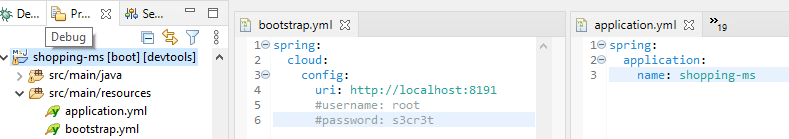 De...
Pr...
Se...
Debug
shopping-ms [boot] [devtools]
src/main/java
src/main/resources
application.yml
bootstrap.yml
bootstrap.yml
1 spring:
2   cloud:
3     config:
4       uri: http://localhost:8191
5       #username: root
6       #password: s3cr3t
application.yml
»19
1 spring:
2   application:
3     name: shopping-ms